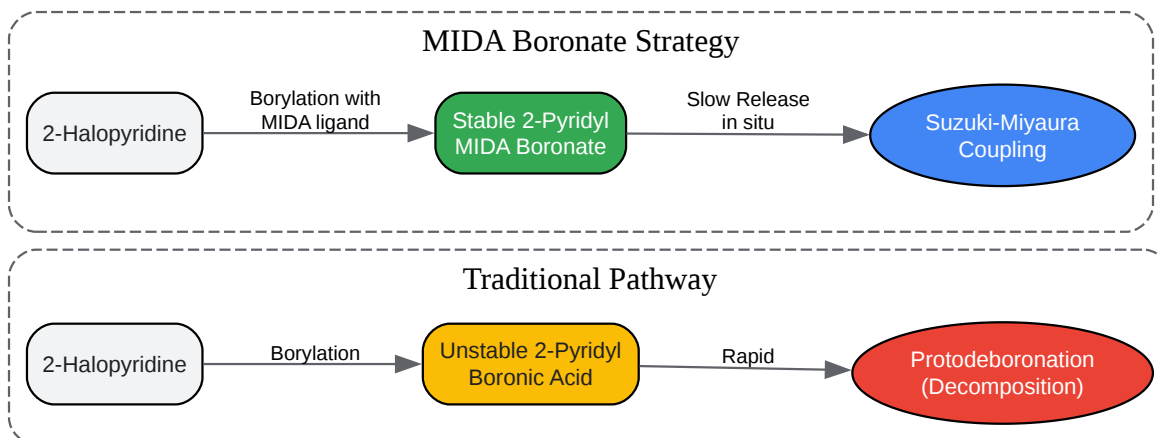 MIDA Boronate Strategy
2-Halopyridine
Borylation with
MIDA ligand
Stable 2-Pyridyl
MIDA Boronate
Slow Release
in situ
Suzuki-Miyaura
Coupling
Traditional Pathway
2-Halopyridine
Borylation
Unstable 2-Pyridyl
Boronic Acid
Rapid
Protodeboronation
(Decomposition)